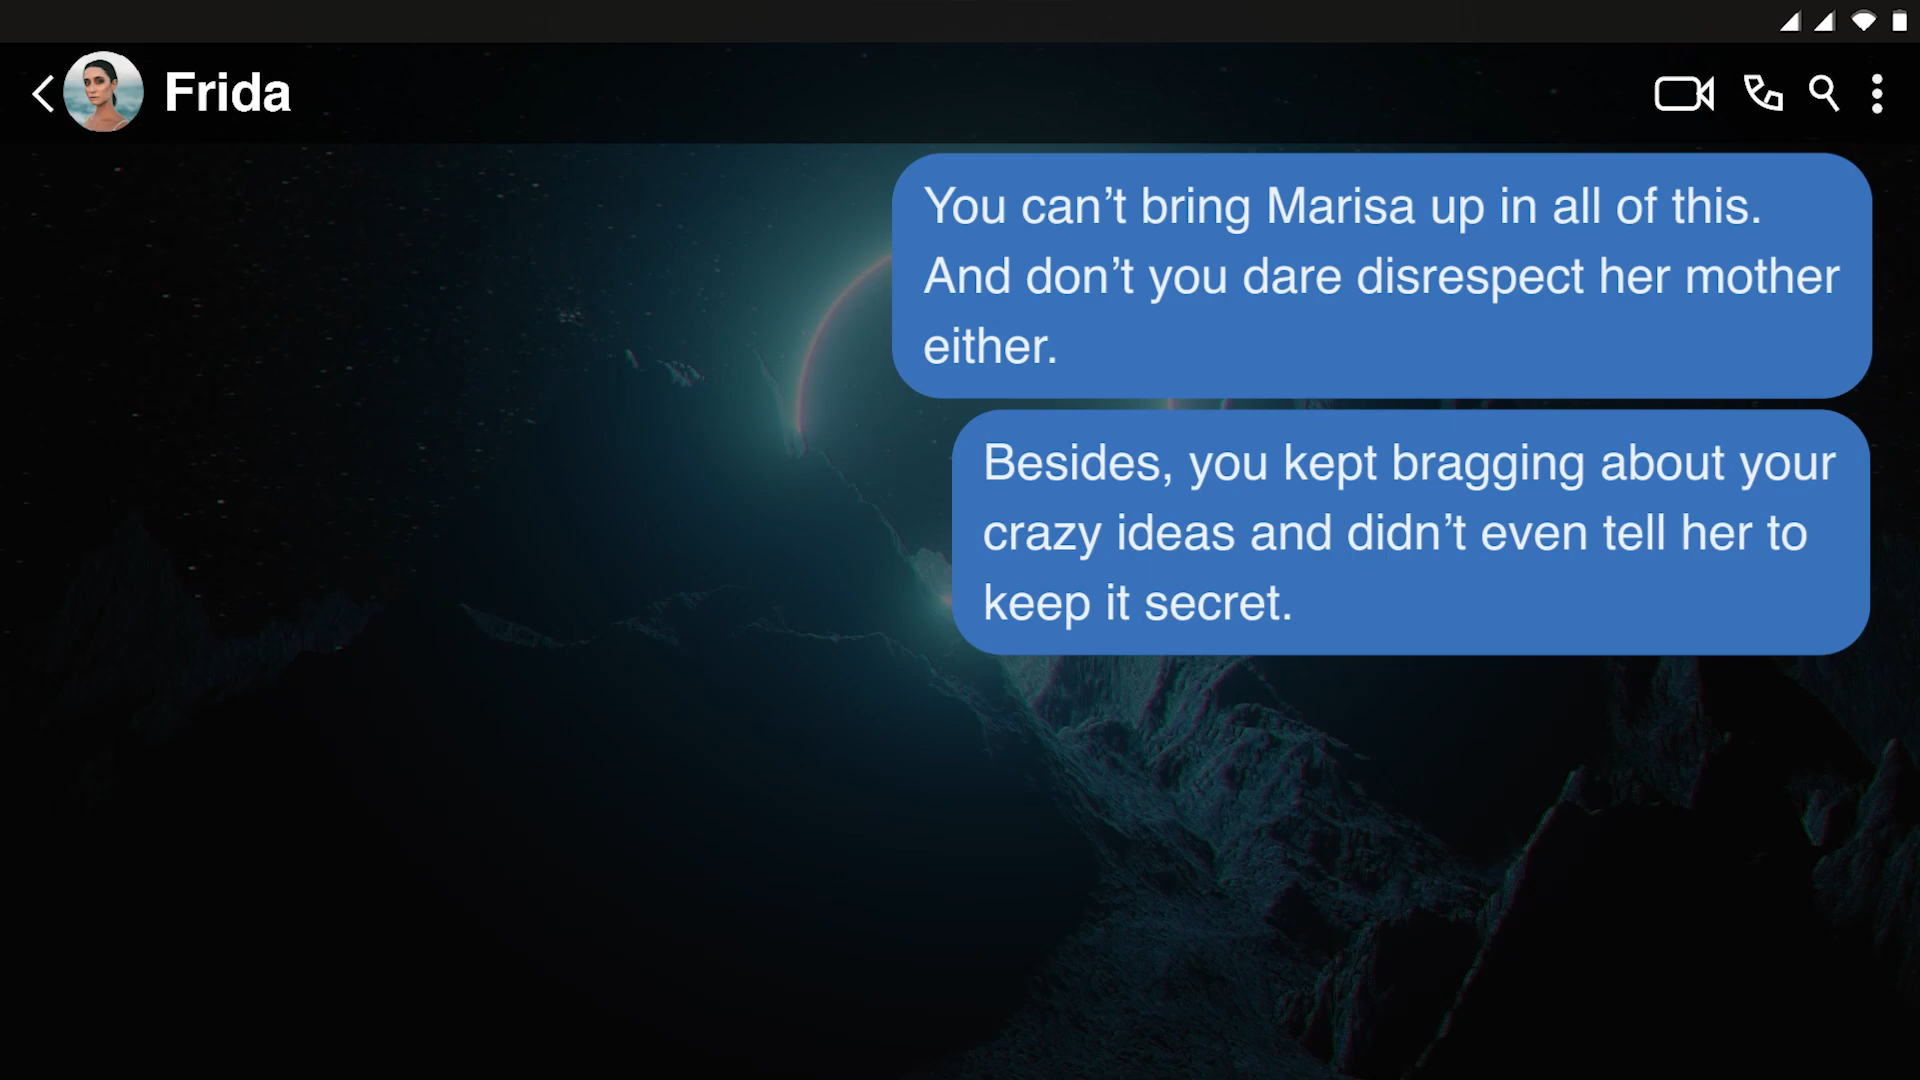 Frida
You can’t bring Marisa up in all of this.
And don’t you dare disrespect her mother
either.
Besides, you kept bragging about your
crazy ideas and didn’t even tell her to
keep it secret.